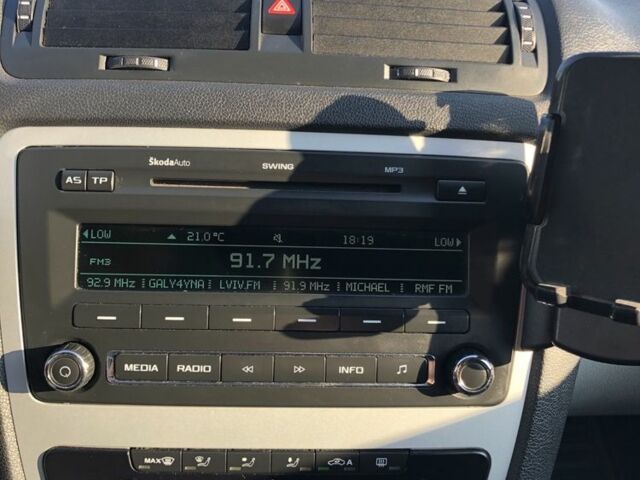 ŠkodaAuto SWING MP3
AS TP
LOW 21.0°C 18:19 LOW
FM3 91.7 MHz
92.9 MHz GALY4YNA LVIV.FM 91.9 MHz MICHAEL RMF FM
MEDIA RADIO INFO
MAX A